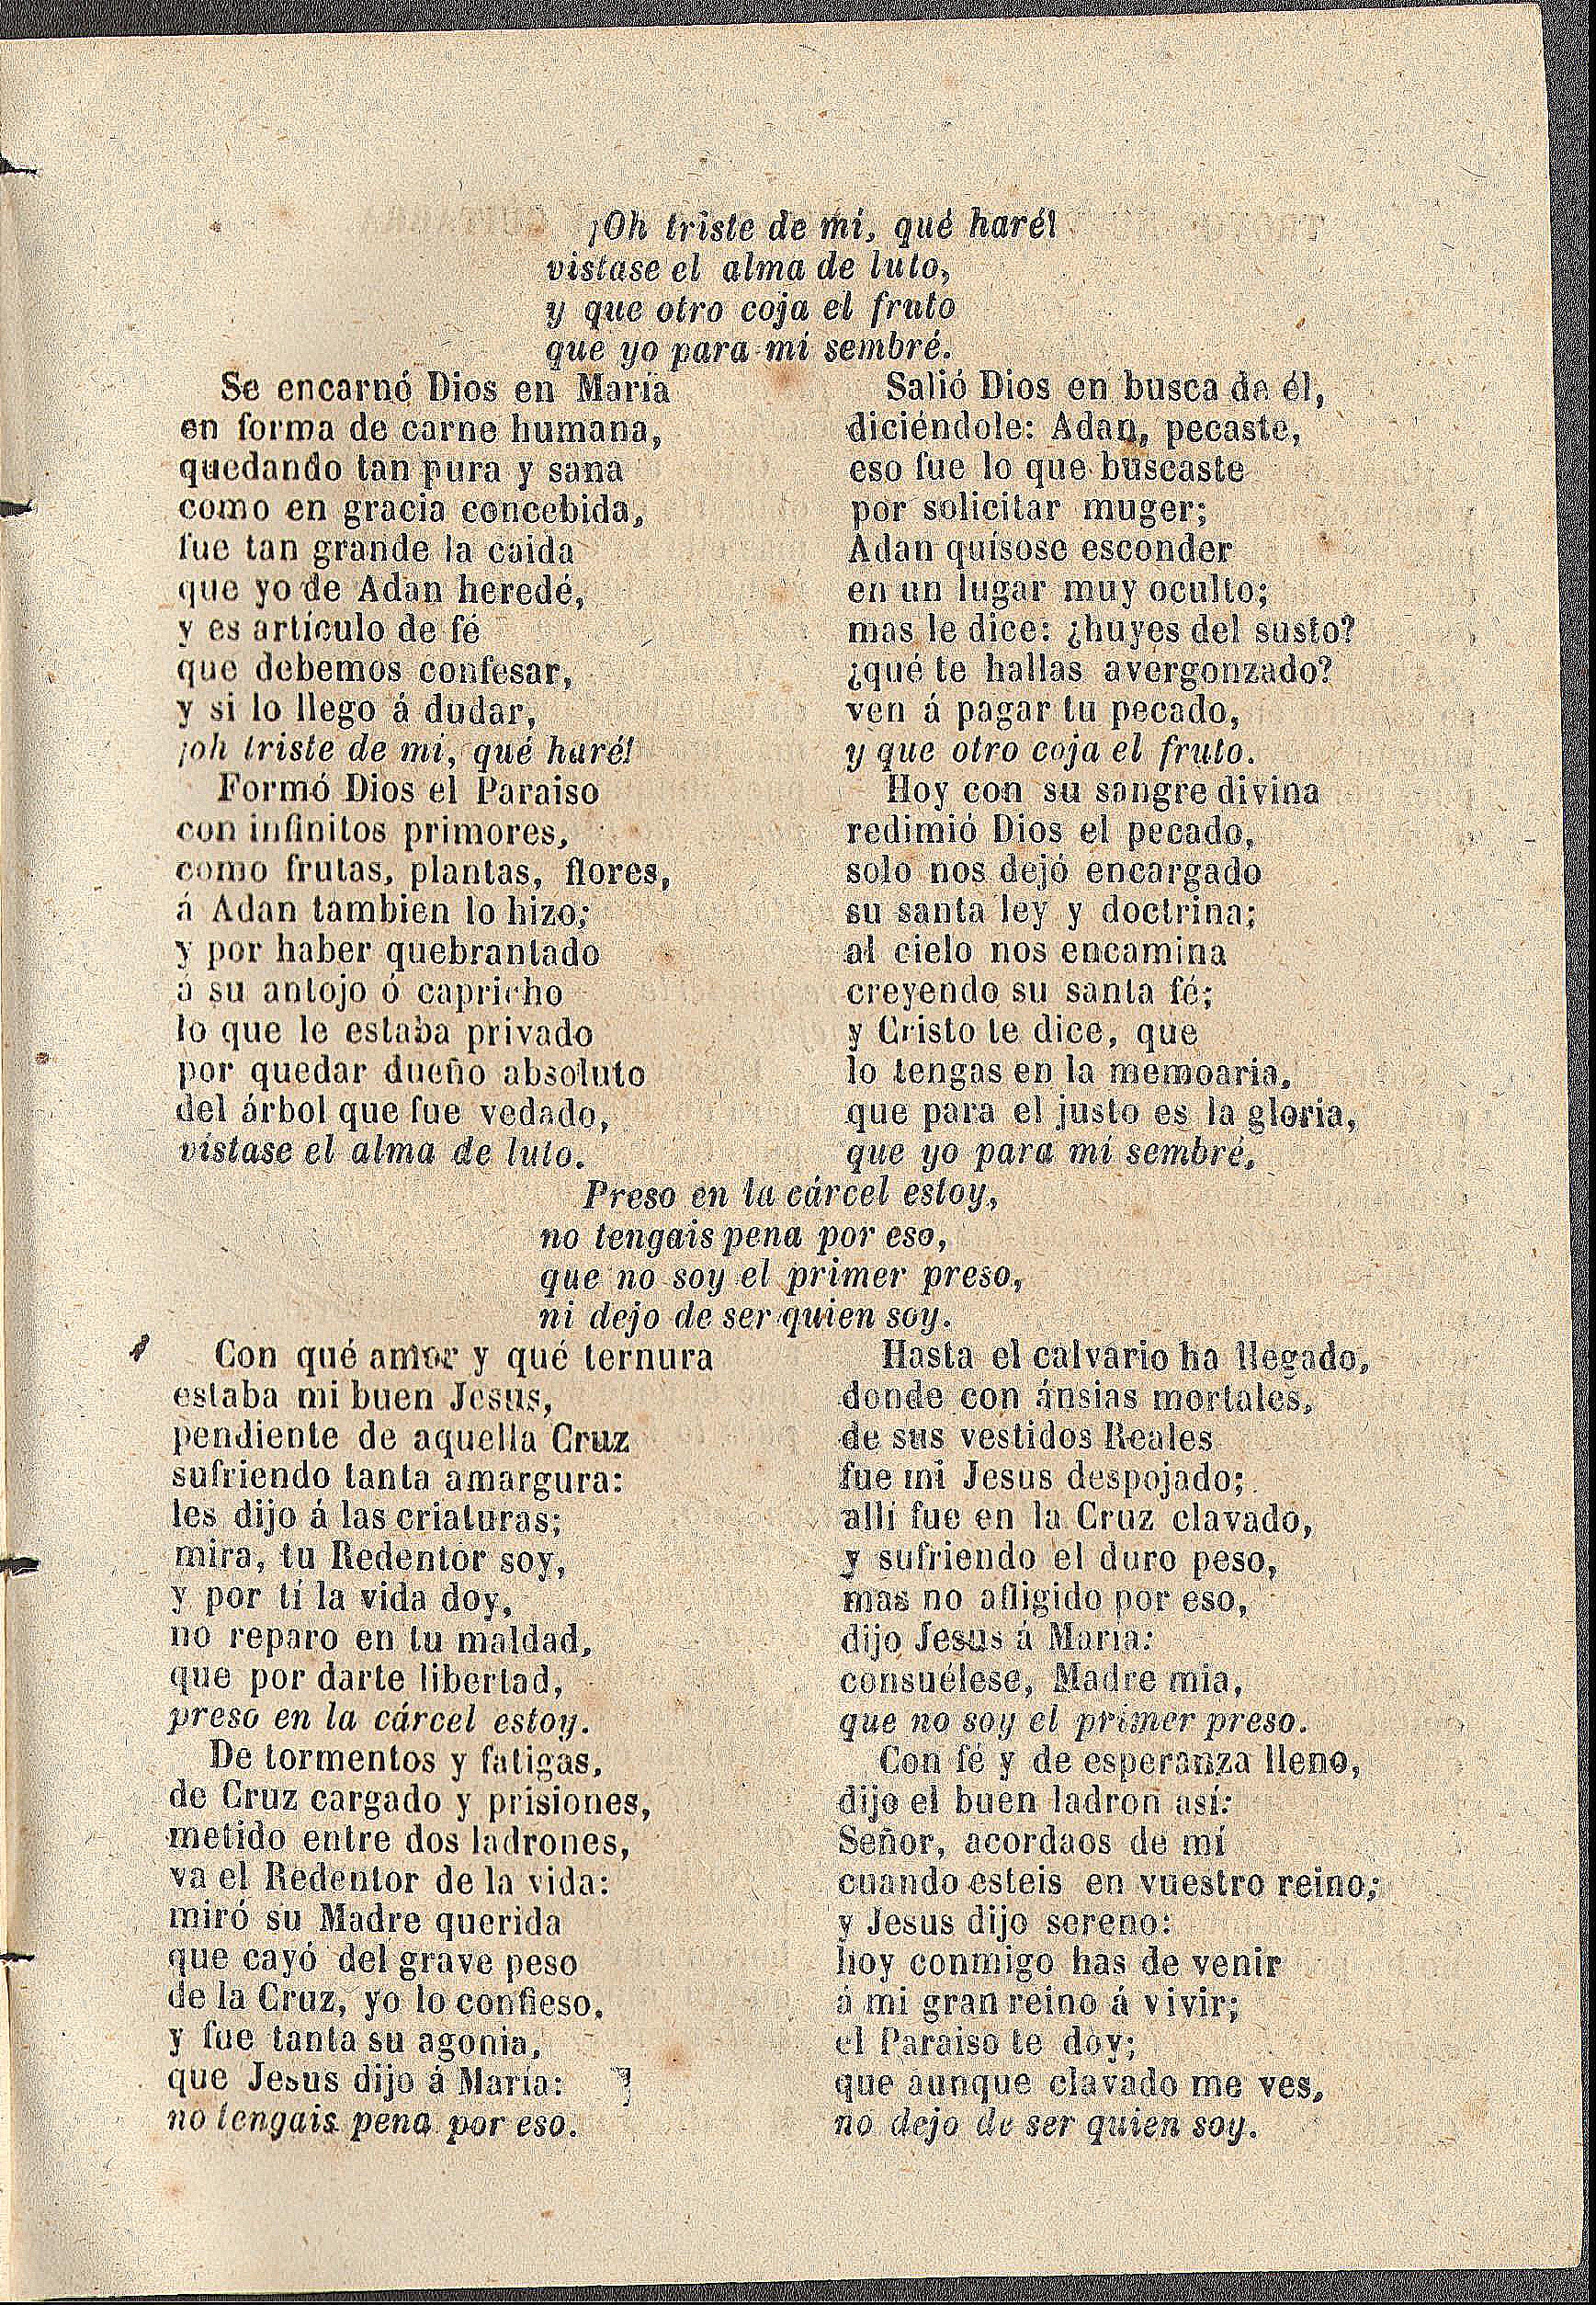 ¡Oh triste de mí, qué haré!
vistase el alma de luto,
y que otro coja el fruto
que yo para mí sembré.
Se encarnó Dios en María
en forma de carne humana,
quedando tan pura y sana
como en gracia concebida,
fue tan grande la caida
que yo de Adan heredé,
y es artículo de fé
que debemos confesar,
y si lo llego á dudar,
¡oh triste de mi, qué haré!
Formó Dios el Paraiso
con infinitos primores,
como frutas, plantas, flores,
á Adan tambien lo hizo;
y por haber quebrantado
á su antojo ó capricho
lo que le estaba privado
por quedar dueño absoluto
del árbol que fue vedado,
vistase el alma de luto.
Salió Dios en busca de él,
diciéndole: Adan, pecaste,
eso fue lo que buscaste
por solicitar muger;
Adan quísose esconder
en un lugar muy oculto;
mas le dice: ¿huyes del susto?
¿qué te hallas avergonzado?
ven á pagar tu pecado,
y que otro coja el fruto.
Hoy con su sangre divina
redimió Dios el pecado,
solo nos dejó encargado
su santa ley y doctrina;
al cielo nos encamina
creyendo su santa fé;
y Cristo te dice, que
lo tengas en la memoaria,
que para el justo es la gloria,
que yo para mí sembré.
Preso en la cárcel estoy,
no tengais pena por eso,
que no soy el primer preso,
ni dejo de ser quien soy.
Con qué amor y qué ternura
estaba mi buen Jesus,
pendiente de aquella Cruz
sufriendo tanta amargura:
les dijo á las criaturas;
mira, tu Redentor soy,
y por tí la vida doy,
no reparo en tu maldad,
que por darte libertad,
preso en la cárcel estoy.
De tormentos y fatigas,
de Cruz cargado y prisiones,
metido entre dos ladrones,
va el Redentor de la vida:
miró su Madre querida
que cayó del grave peso
de la Cruz, yo lo confieso,
y fue tanta su agonia,
que Jesus dijo á María:
no tengais pena por eso.
Hasta el calvario ha llegado,
donde con ánsias mortales,
de sus vestidos Reales
fue mi Jesus despojado;
allí fue en la Cruz clavado,
y sufriendo el duro peso,
mas no afligido por eso,
dijo Jesus á María:
consuélese, Madre mia,
que no soy el primer preso.
Con fé y de esperanza lleno,
dijo el buen ladron así:
Señor, acordaos de mí
cuando esteis en vuestro reino;
y Jesus dijo sereno:
hoy conmigo has de venir
á mi gran reino á vivir;
el Paraiso te doy;
que aunque clavado me ves,
no dejo de ser quien soy.